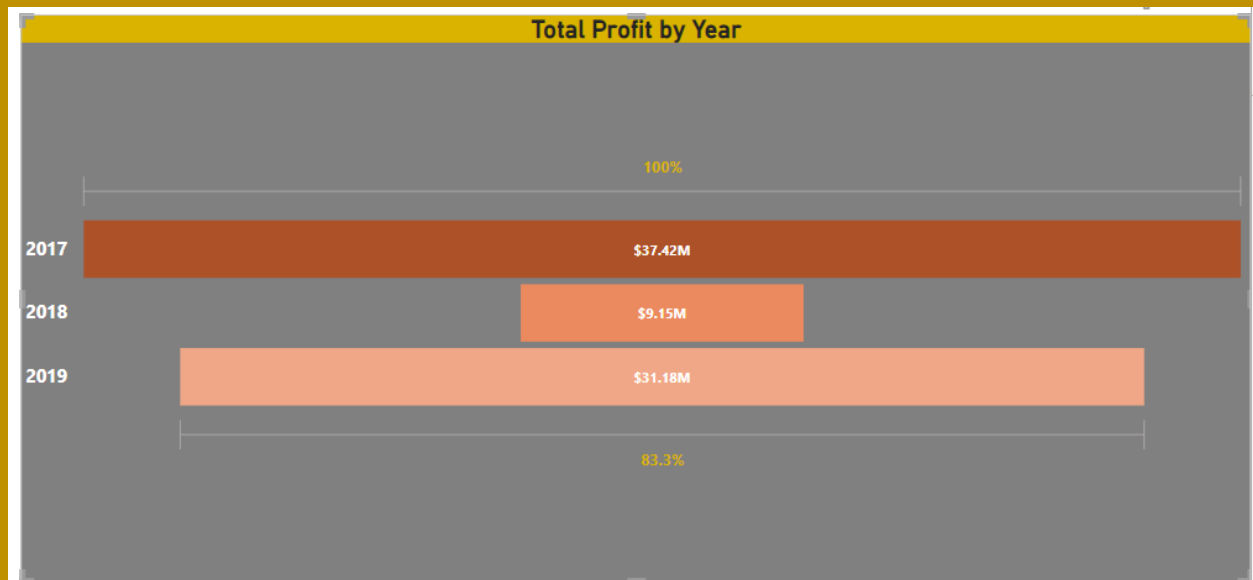 Total Profit by Year
100%
2017 $37.42M
2018 $9.15M
2019 $31.18M
83.3%